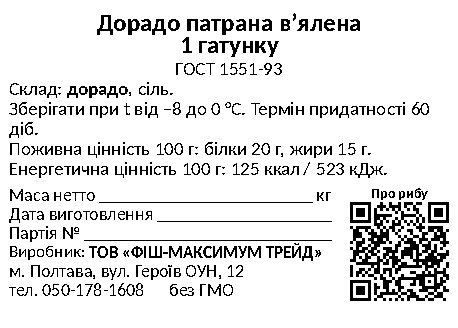 Дорадо патрана в’ялена
1 гатунку
ГОСТ 1551-93
Склад: дорадо, сіль.
Зберігати при t від –8 до 0 °С. Термін придатності 60
діб.
Поживна цінність 100 г: білки 20 г, жири 15 г.
Енергетична цінність 100 г: 125 ккал / 523 кДж.
Маса нетто ______________________ кг
Дата виготовлення __________________
Партія № _________________________
Виробник: ТОВ «ФІШ-МАКСИМУМ ТРЕЙД»
м. Полтава, вул. Героїв ОУН, 12
тел. 050-178-1608 без ГМО
Про рибу